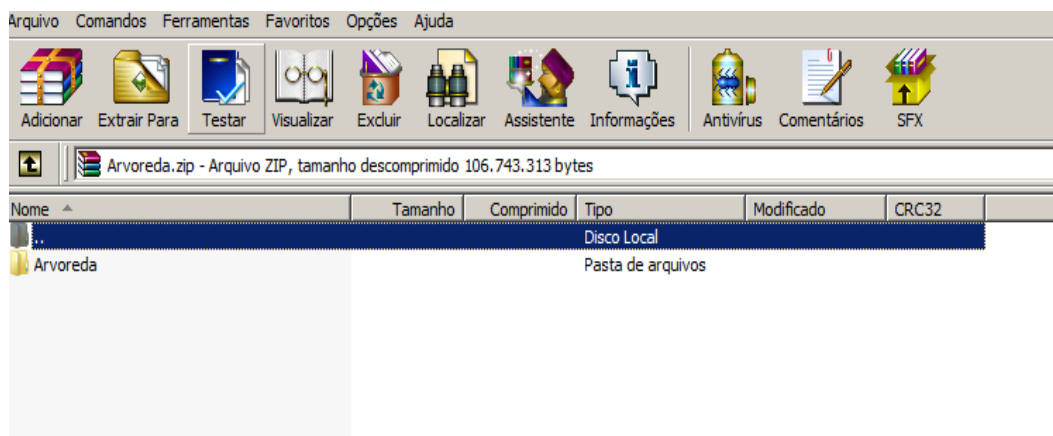 Arquivo Comandos Ferramentas Favoritos Opções Ajuda
Adicionar Extrair Para Testar Visualizar Excluir Localizar Assistente Informações Antivírus Comentários SFX
Arvoreda.zip - Arquivo ZIP, tamanho descomprimido 106.743.313 bytes
Nome Tamanho Comprimido Tipo Modificado CRC32
.. Disco Local
Arvoreda Pasta de arquivos